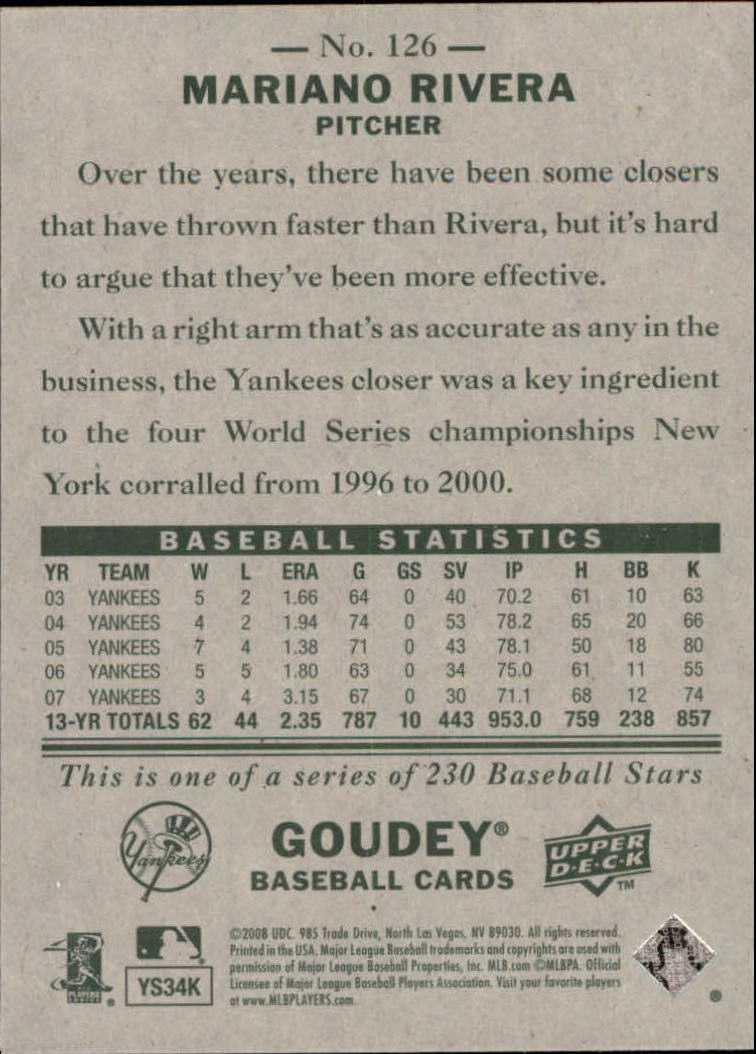 — No. 126 —
MARIANO RIVERA
PITCHER
Over the years, there have been some closers
that have thrown faster than Rivera, but it's hard
to argue that they've been more effective.
With a right arm that's as accurate as any in the
business, the Yankees closer was a key ingredient
to the four World Series championships New
York corralled from 1996 to 2000.
BASEBALL STATISTICS
YR TEAM W L ERA G GS SV IP H BB K
03 YANKEES 5 2 1.66 64 0 40 70.2 61 10 63
04 YANKEES 4 2 1.94 74 0 53 78.2 65 20 66
05 YANKEES 7 4 1.38 71 0 43 78.1 50 18 80
06 YANKEES 5 5 1.80 63 0 34 75.0 61 11 55
07 YANKEES 3 4 3.15 67 0 30 71.1 68 12 74
13-YR TOTALS 62 44 2.35 787 10 443 953.0 759 238 857
This is one of a series of 230 Baseball Stars
Yankees
GOUDEY®
BASEBALL CARDS
UPPER
D·E·C·K
TM
©2008 UDC. 985 Trade Drive, North Las Vegas, NV 89030. All rights reserved.
Printed in the USA. Major League Baseball trademarks and copyrights are used with
permission of Major League Baseball Properties, Inc. MLB.com ©MLBPA. Official
Licensee of Major League Baseball Players Association. Visit your favorite players
at www.MLBPLAYERS.com.
PLAYERS
CHOICE
®
YS34K
®